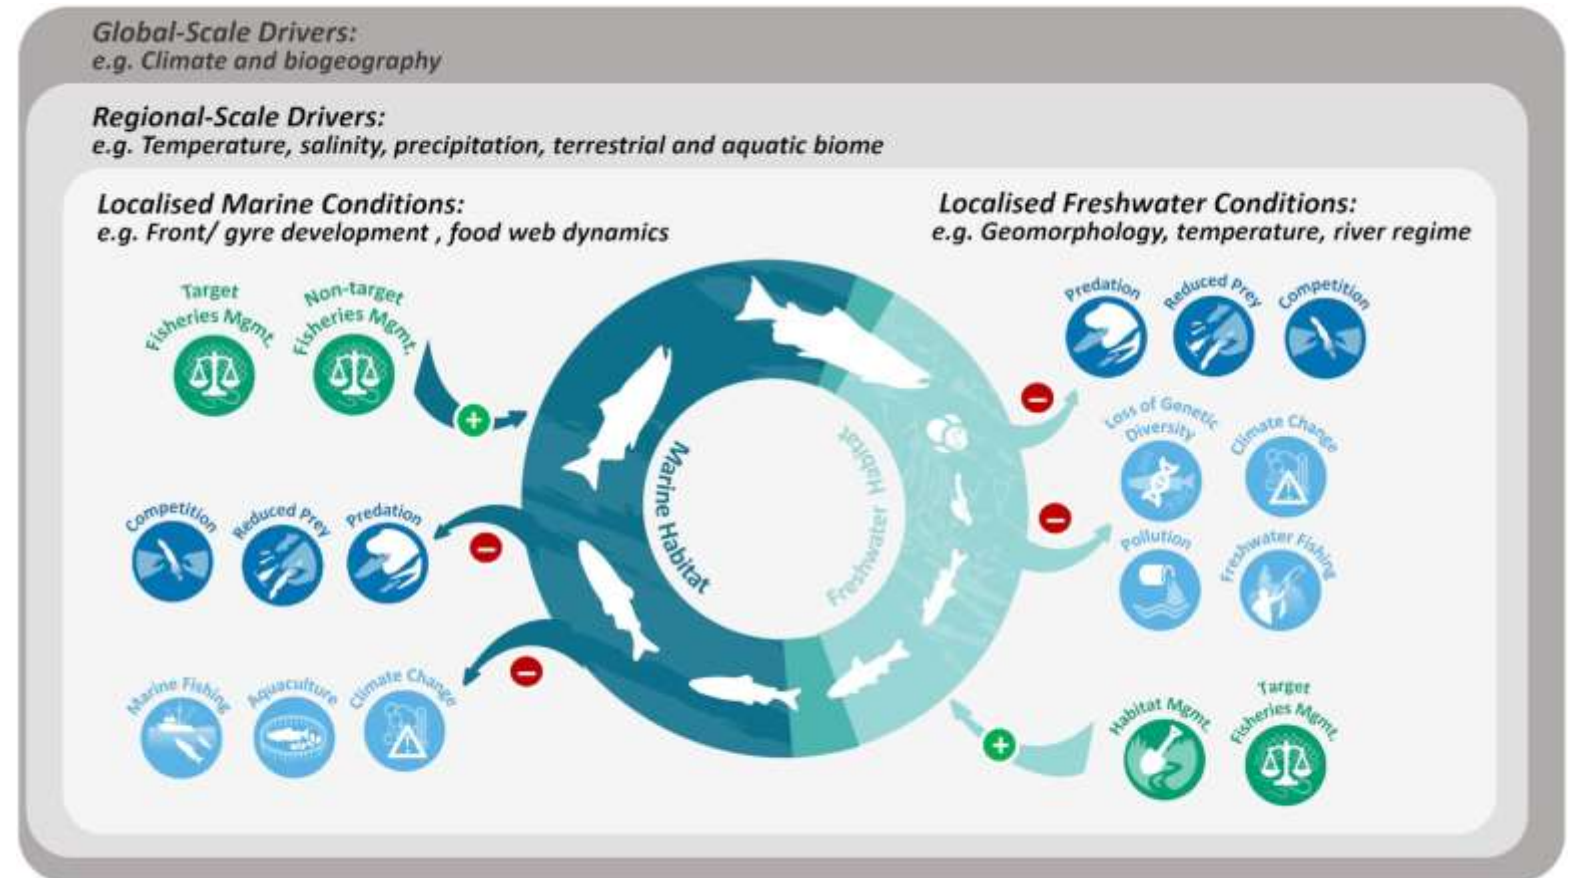 Global-Scale Drivers:
e.g. Climate and biogeography
Regional-Scale Drivers:
e.g. Temperature, salinity, precipitation, terrestrial and aquatic biome
Localised Marine Conditions:
e.g. Front/ gyre development , food web dynamics
Localised Freshwater Conditions:
e.g. Geomorphology, temperature, river regime
Target
Fisheries Mgmt.
Non-target
Fisheries Mgmt.
Competition
Reduced Prey
Predation
Marine Fishing
Aquaculture
Climate Change
Marine Habitat
Freshwater Habitat
Predation
Reduced Prey
Competition
Loss of Genetic
Diversity
Climate Change
Pollution
Freshwater Fishing
Habitat Mgmt.
Target
Fisheries Mgmt.